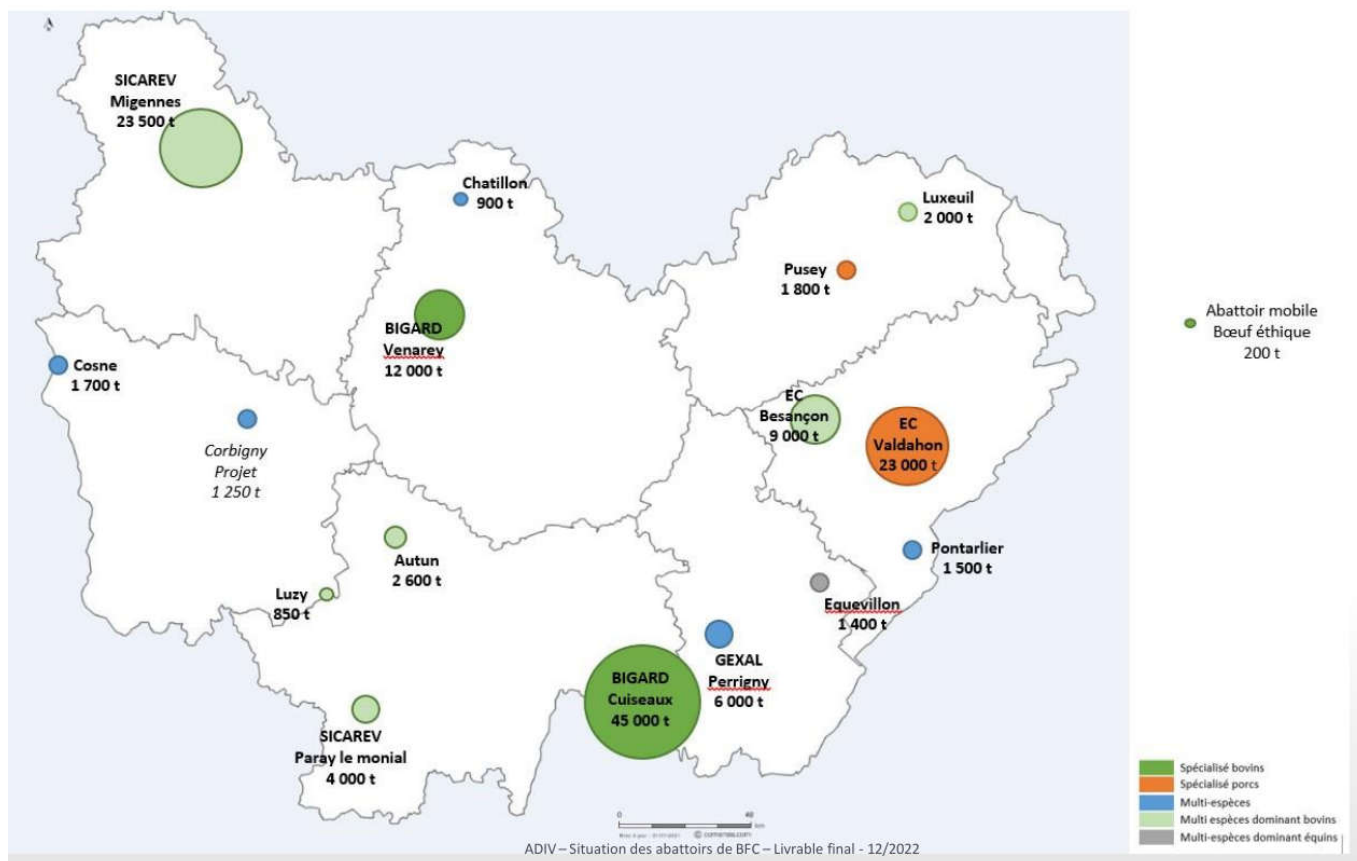 SICAREV
Migennes
23 500 t
Chatillon
900 t
Luxeuil
2 000 t
Pusey
1 800 t
BIGARD
Venarey
12 000 t
Abattoir mobile
Bœuf éthique
200 t
Cosne
1 700 t
Corbigny
Projet
1 250 t
EC
Besançon
9 000 t
EC
Valdahon
23 000 t
Autun
2 600 t
Luzy
850 t
Pontarlier
1 500 t
Equevillon
1 400 t
GEXAL
Perrigny
6 000 t
BIGARD
Cuiseaux
45 000 t
SICAREV
Paray le monial
4 000 t
Spécialisé bovins
Spécialisé porcs
Multi-espèces
Multi espèces dominant bovins
Multi-espèces dominant équins
0 40
km
© comersis.com
ADIV – Situation des abattoirs de BFC – Livrable final - 12/2022